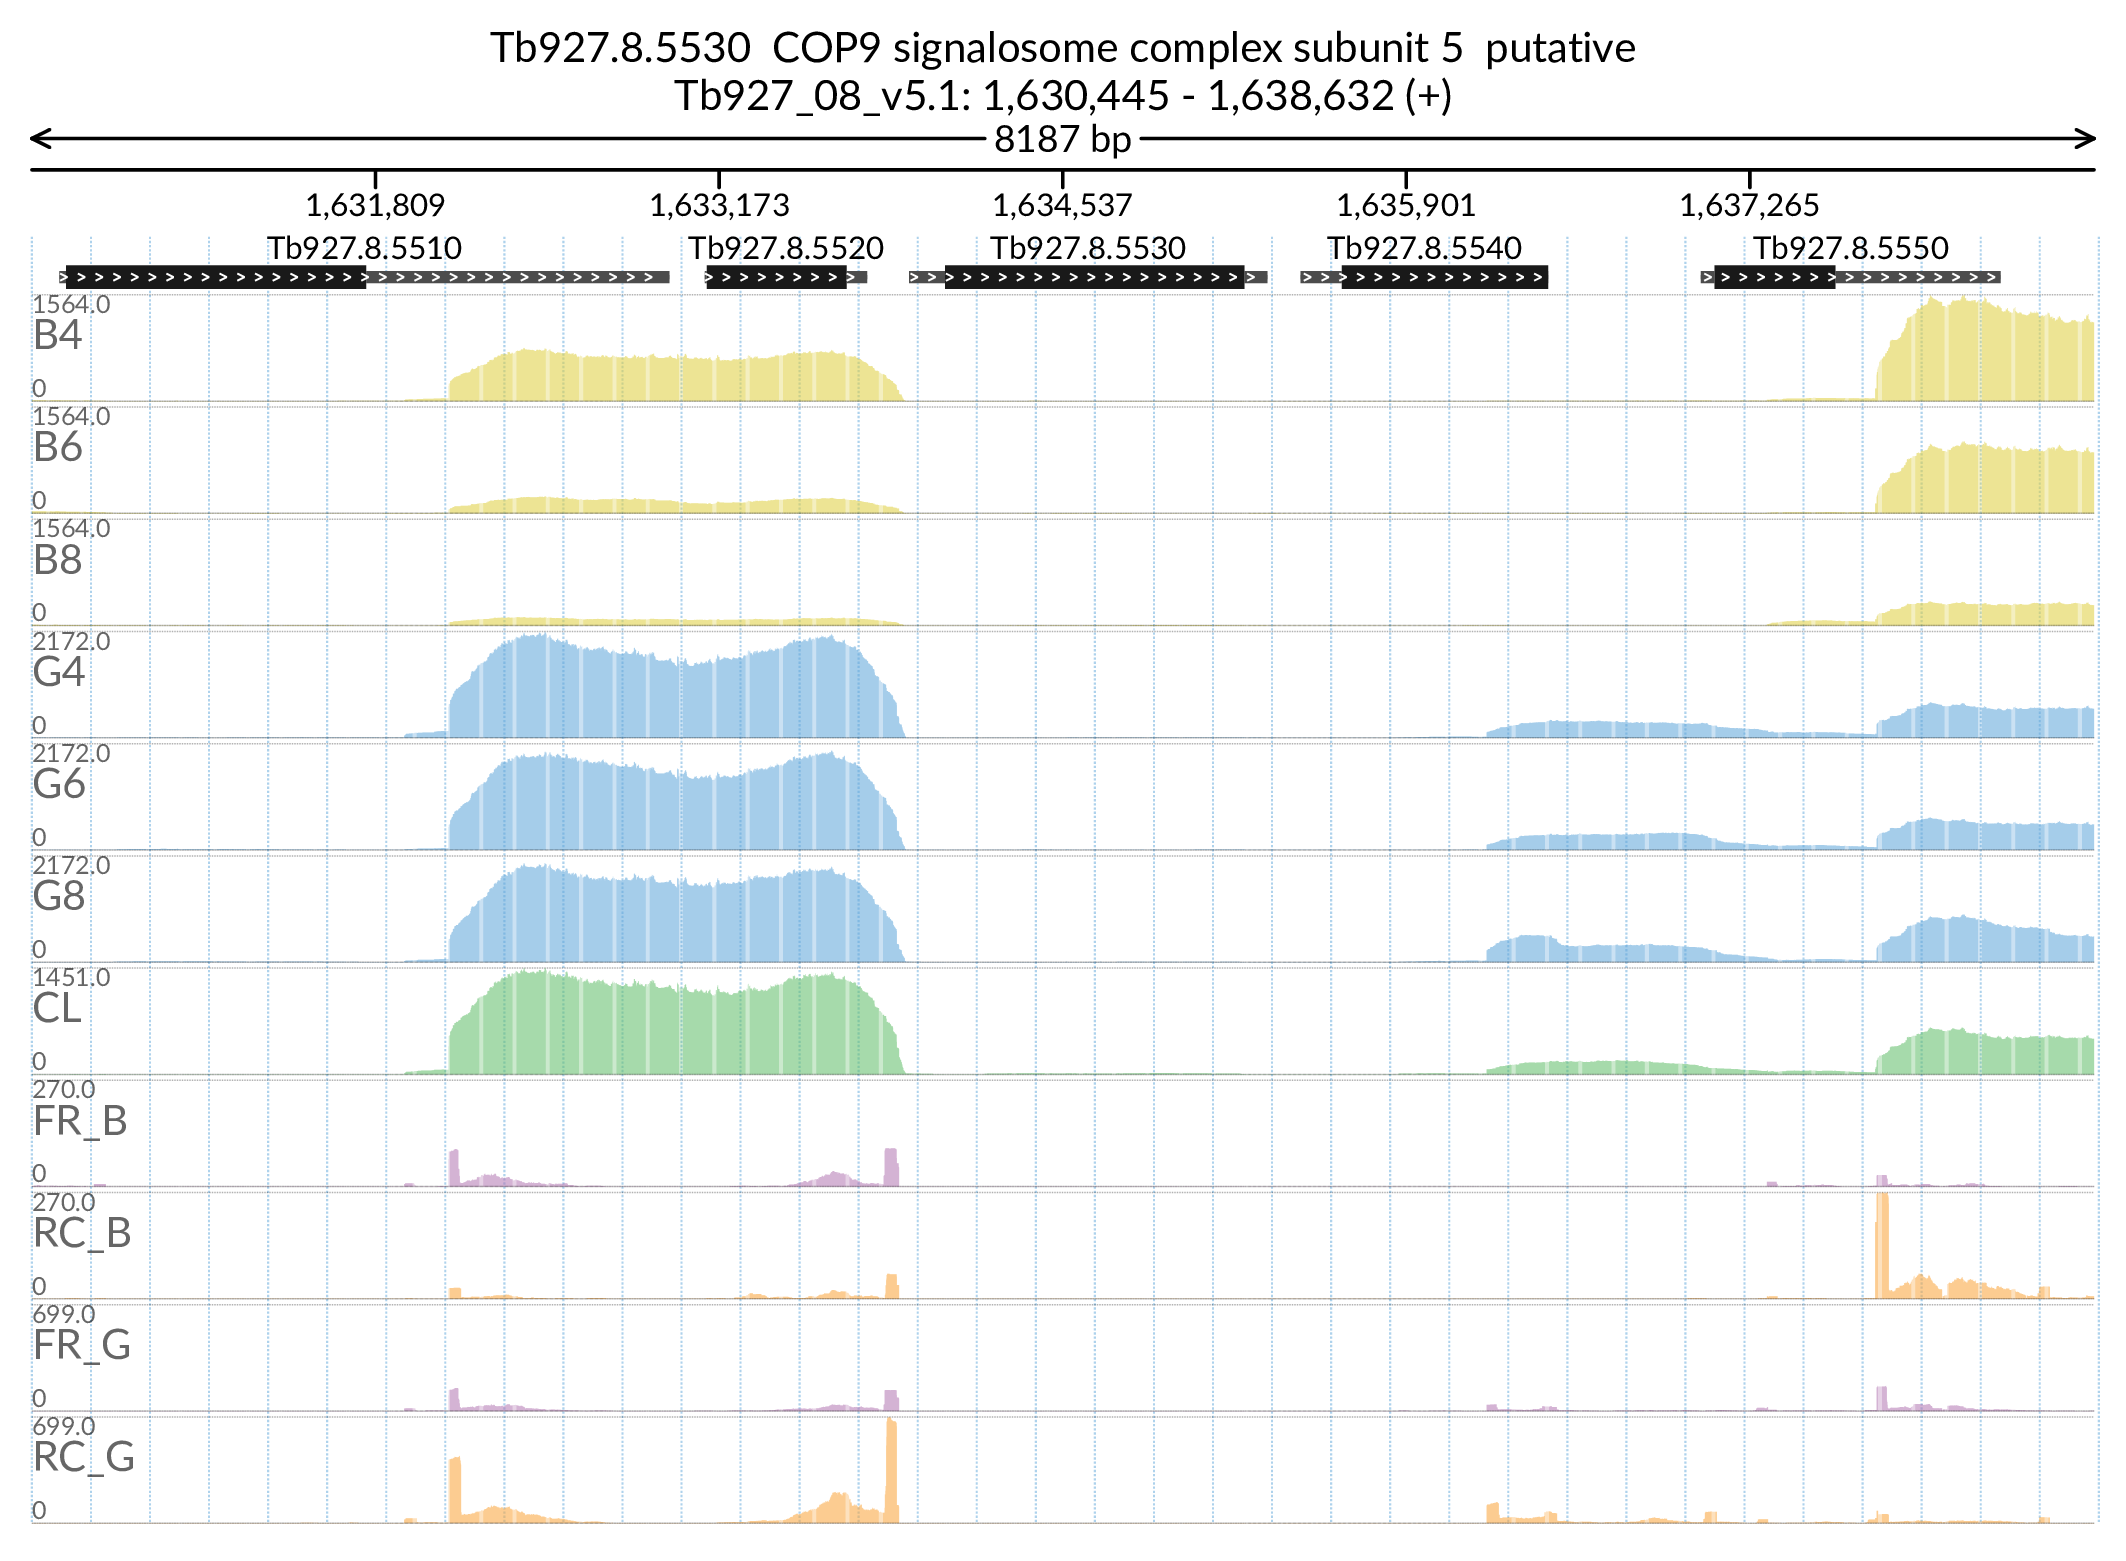 Tb927.8.5530  COP9 signalosome complex subunit 5  putative
Tb927_08_v5.1: 1,630,445 - 1,638,632 (+)
8187 bp
1,631,809 1,633,173 1,634,537 1,635,901 1,637,265
Tb927.8.5510 Tb927.8.5520 Tb927.8.5530 Tb927.8.5540 Tb927.8.5550
1564.0
B4
0
1564.0
B6
0
1564.0
B8
0
2172.0
G4
0
2172.0
G6
0
2172.0
G8
0
1451.0
CL
0
270.0
FR_B
0
270.0
RC_B
0
699.0
FR_G
0
699.0
RC_G
0